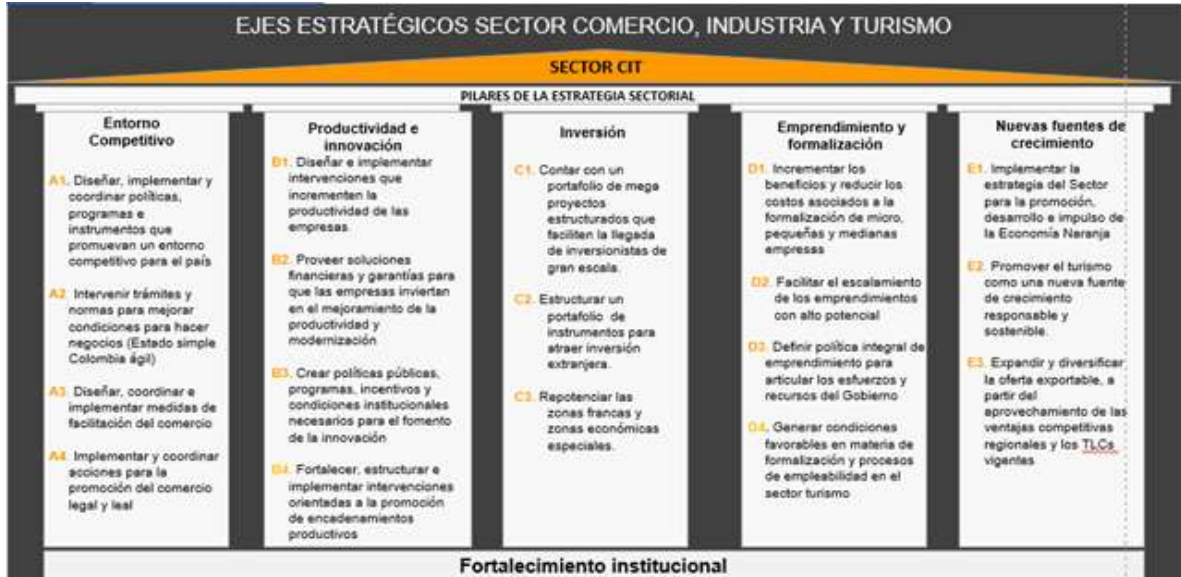 EJES ESTRATÉGICOS SECTOR COMERCIO, INDUSTRIA Y TURISMO
SECTOR CIT
PILARES DE LA ESTRATEGIA SECTORIAL
Entorno
Competitivo
A1. Diseñar, implementar y
coordinar políticas,
programas e
instrumentos que
promuevan un entorno
competitivo para el país
A2. Intervenir trámites y
normas para mejorar
condiciones para hacer
negocios (Estado simple
Colombia ágil)
A3. Diseñar, coordinar e
implementar medidas de
facilitación del comercio
A4. Implementar y coordinar
acciones para la
promoción del comercio
legal y leal
Productividad e
innovación
B1. Diseñar e implementar
intervenciones que
incrementen la
productividad de las
empresas.
B2. Proveer soluciones
financieras y garantías para
que las empresas inviertan
en el mejoramiento de la
productividad y
modernización
B3. Crear políticas públicas,
programas, incentivos y
condiciones institucionales
necesarios para el fomento
de la innovación
B4. Fortalecer, estructurar e
implementar intervenciones
orientadas a la promoción
de encadenamientos
productivos
Inversión
C1. Contar con un
portafolio de mega
proyectos
estructurados que
faciliten la llegada
de inversionistas de
gran escala.
C2. Estructurar un
portafolio de
instrumentos para
atraer inversión
extranjera.
C3. Repotenciar las
zonas francas y
zonas económicas
especiales.
Emprendimiento y
formalización
D1. Incrementar los
beneficios y reducir los
costos asociados a la
formalización de micro,
pequeñas y medianas
empresss
D2. Facilitar el escalamiento
de los emprendimientos
con alto potencial
D3. Definir política integral de
emprendimiento para
articular los esfuerzos y
recursos del Gobierno
D4. Generar condiciones
favorables en materia de
formalización y procesos
de empleabilidad en el
sector turismo
Nuevas fuentes de
crecimiento
E1. Implementar la
estrategia del Sector
para la promoción,
desarrollo e impulso de
la Economía Naranja
E2. Promover el turismo
como una nueva fuente
de crecimiento
responsable y
sostenible.
E3. Expandir y diversificar
la oferta exportable, a
partir del
aprovechamiento de las
ventajas competitivas
regionales y los TLCs
vigentes
Fortalecimiento institucional